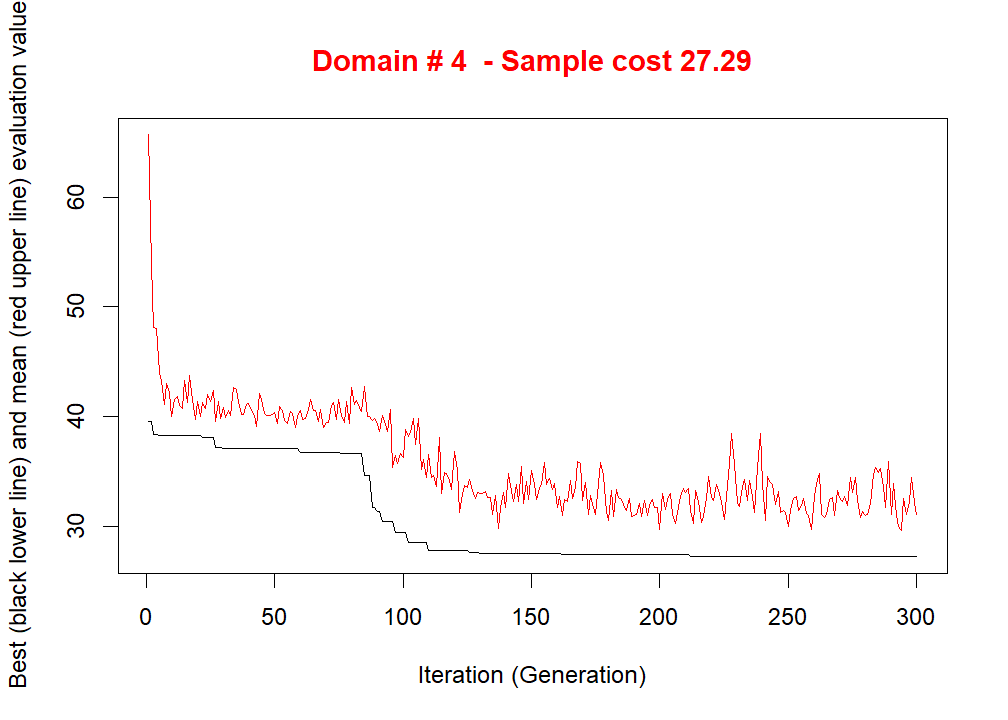 Domain # 4  - Sample cost 27.29
Best (black lower line) and mean (red upper line) evaluation value
60
50
40
30
0 50 100 150 200 250 300
Iteration (Generation)